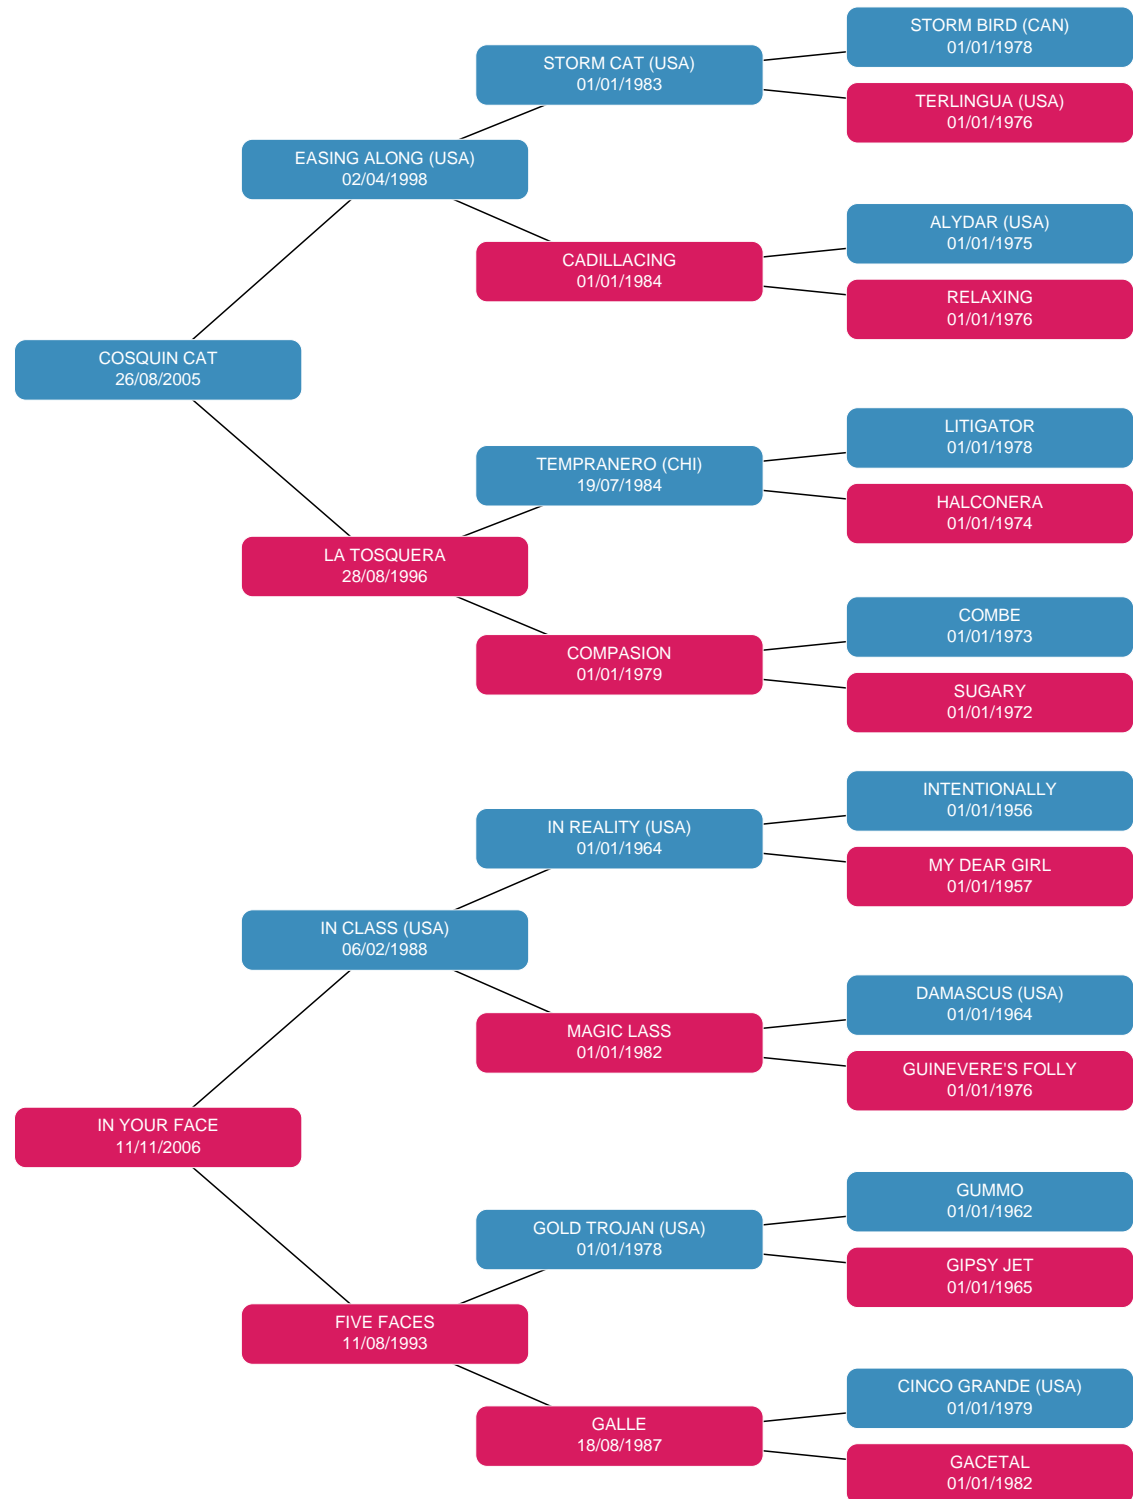 STORM BIRD (CAN)
01/01/1978
STORM CAT (USA)
01/01/1983
TERLINGUA (USA)
01/01/1976
EASING ALONG (USA)
02/04/1998
ALYDAR (USA)
01/01/1975
CADILLACING
01/01/1984
RELAXING
01/01/1976
COSQUIN CAT
26/08/2005
LITIGATOR
01/01/1978
TEMPRANERO (CHI)
19/07/1984
HALCONERA
01/01/1974
LA TOSQUERA
28/08/1996
COMBE
01/01/1973
COMPASION
01/01/1979
SUGARY
01/01/1972
INTENTIONALLY
01/01/1956
IN REALITY (USA)
01/01/1964
MY DEAR GIRL
01/01/1957
IN CLASS (USA)
06/02/1988
DAMASCUS (USA)
01/01/1964
MAGIC LASS
01/01/1982
GUINEVERE'S FOLLY
01/01/1976
IN YOUR FACE
11/11/2006
GUMMO
01/01/1962
GOLD TROJAN (USA)
01/01/1978
GIPSY JET
01/01/1965
FIVE FACES
11/08/1993
CINCO GRANDE (USA)
01/01/1979
GALLE
18/08/1987
GACETAL
01/01/1982